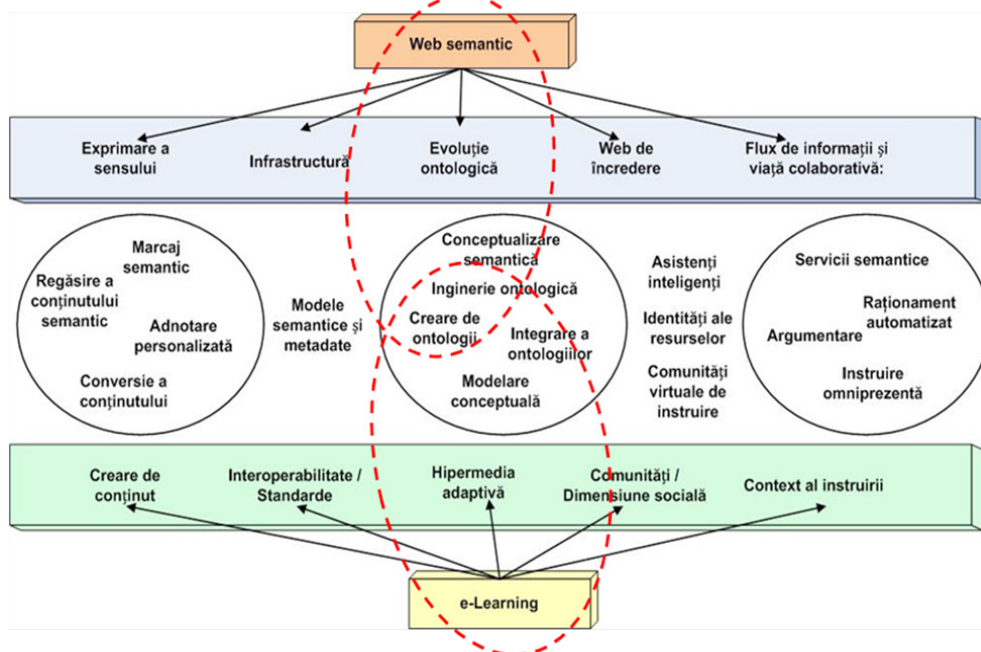 Web semantic
Exprimare a
sensului
Infrastructură
Evoluție
ontologică
Web de
încredere
Flux de informații și
viață colaborativă:
Marcaj
semantic
Regăsire a
conținutului
semantic
Adnotare
personalizată
Conversie a
conținutului
Modele
semantice și
metadate
Conceptualizare
semantică
Inginerie ontologică
Creare de
ontologii
Integrare a
ontologiilor
Modelare
conceptuală
Asistenți
inteligenți
Identități ale
resurselor
Comunități
virtuale de
instruire
Servicii semantice
Raționament
automatizat
Argumentare
Instruire
omniprezentă
Creare de
conținut
Interoperabilitate /
Standarde
Hipermedia
adaptivă
Comunități /
Dimensiune socială
Context al instruirii
e-Learning